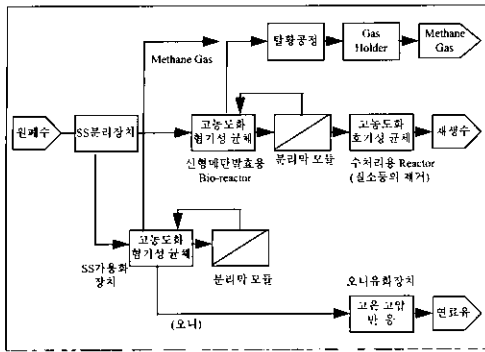 탈황공정
Gas
Holder
Methane
Gas
Methane Gas
원폐수
SS분리장치
고농도화
혐기성 균체
고농도화
호기성 균체
재생수
신형메탄발효용
Bio-reactor
분리막 모듈
수처리용 Reactor
(질소등의 제거)
고농도화
혐기성 균체
SS가용화
장치
분리막 모듈
오니유화장치
(오니)
고온 고압
반 응
연료유